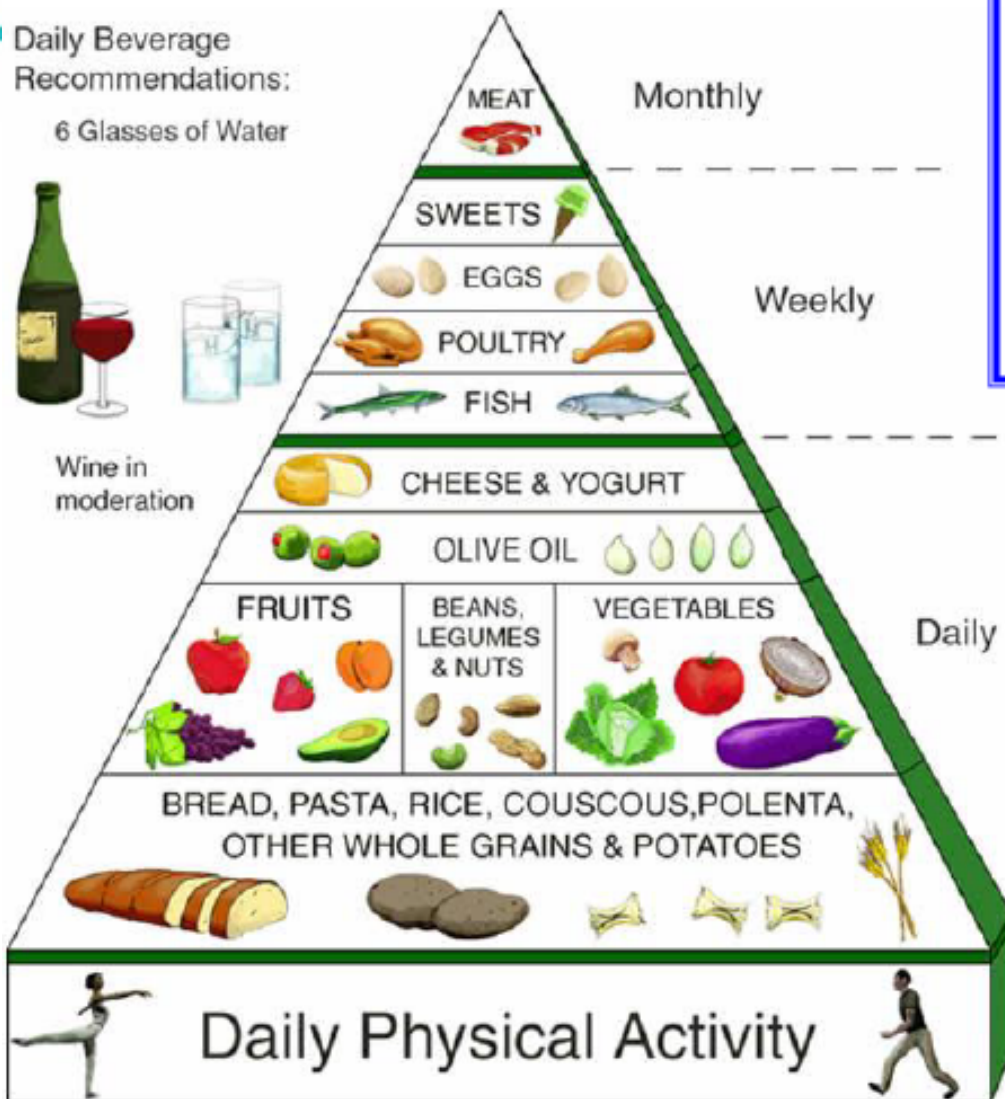 Daily Beverage
Recommendations:
6 Glasses of Water
Wine in
moderation
MEAT
Monthly
SWEETS
EGGS
Weekly
POULTRY
FISH
CHEESE & YOGURT
OLIVE OIL
FRUITS
BEANS,
LEGUMES
& NUTS
VEGETABLES
Daily
BREAD, PASTA, RICE, COUSCOUS,POLENTA,
OTHER WHOLE GRAINS & POTATOES
Daily Physical Activity